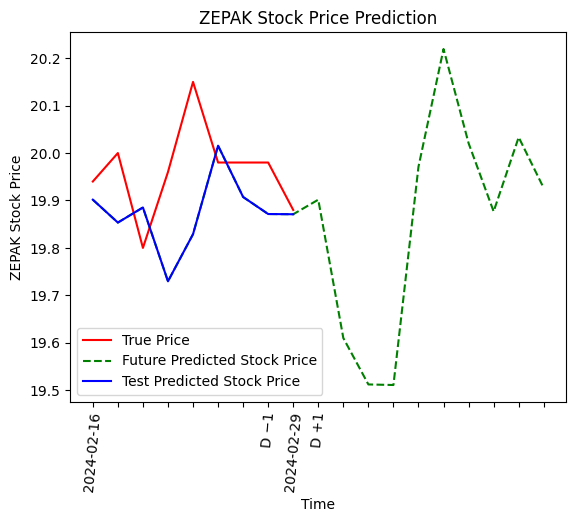 ZEPAK Stock Price Prediction
ZEPAK Stock Price
20.2
20.1
20.0
19.9
19.8
19.7
19.6
19.5
True Price
Future Predicted Stock Price
Test Predicted Stock Price
2024-02-16
D −1
2024-02-29
D +1
Time